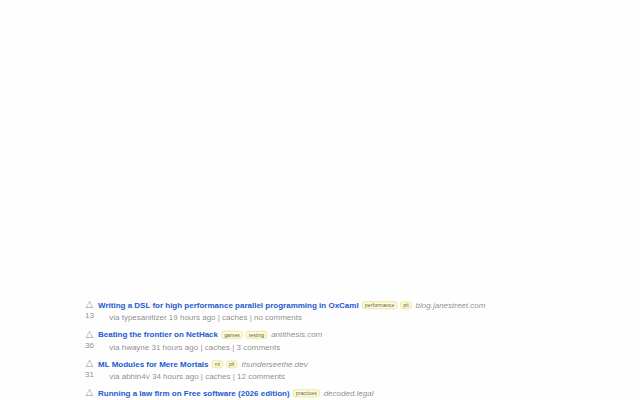 Writing a DSL for high performance parallel programming in OxCaml performance plt blog.janestreet.com
13 via typesanitizer 19 hours ago | caches | no comments
Beating the frontier on NetHack games testing antithesis.com
36 via hwayne 31 hours ago | caches | 3 comments
ML Modules for Mere Mortals ml plt thunderseethe.dev
31 via abhin4v 34 hours ago | caches | 12 comments
Running a law firm on Free software (2026 edition) practices decoded.legal